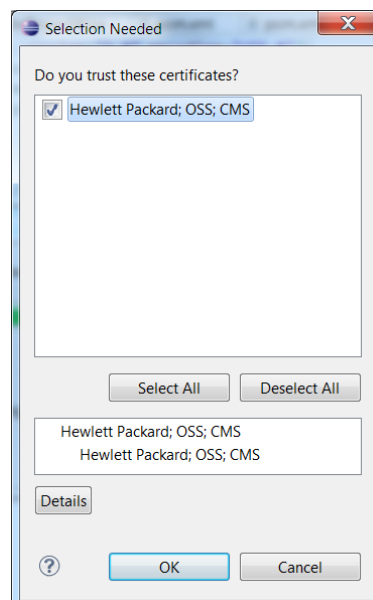 Selection Needed
X
Do you trust these certificates?
Hewlett Packard; OSS; CMS
Select All
Deselect All
Hewlett Packard; OSS; CMS
Hewlett Packard; OSS; CMS
Details
?
OK
Cancel